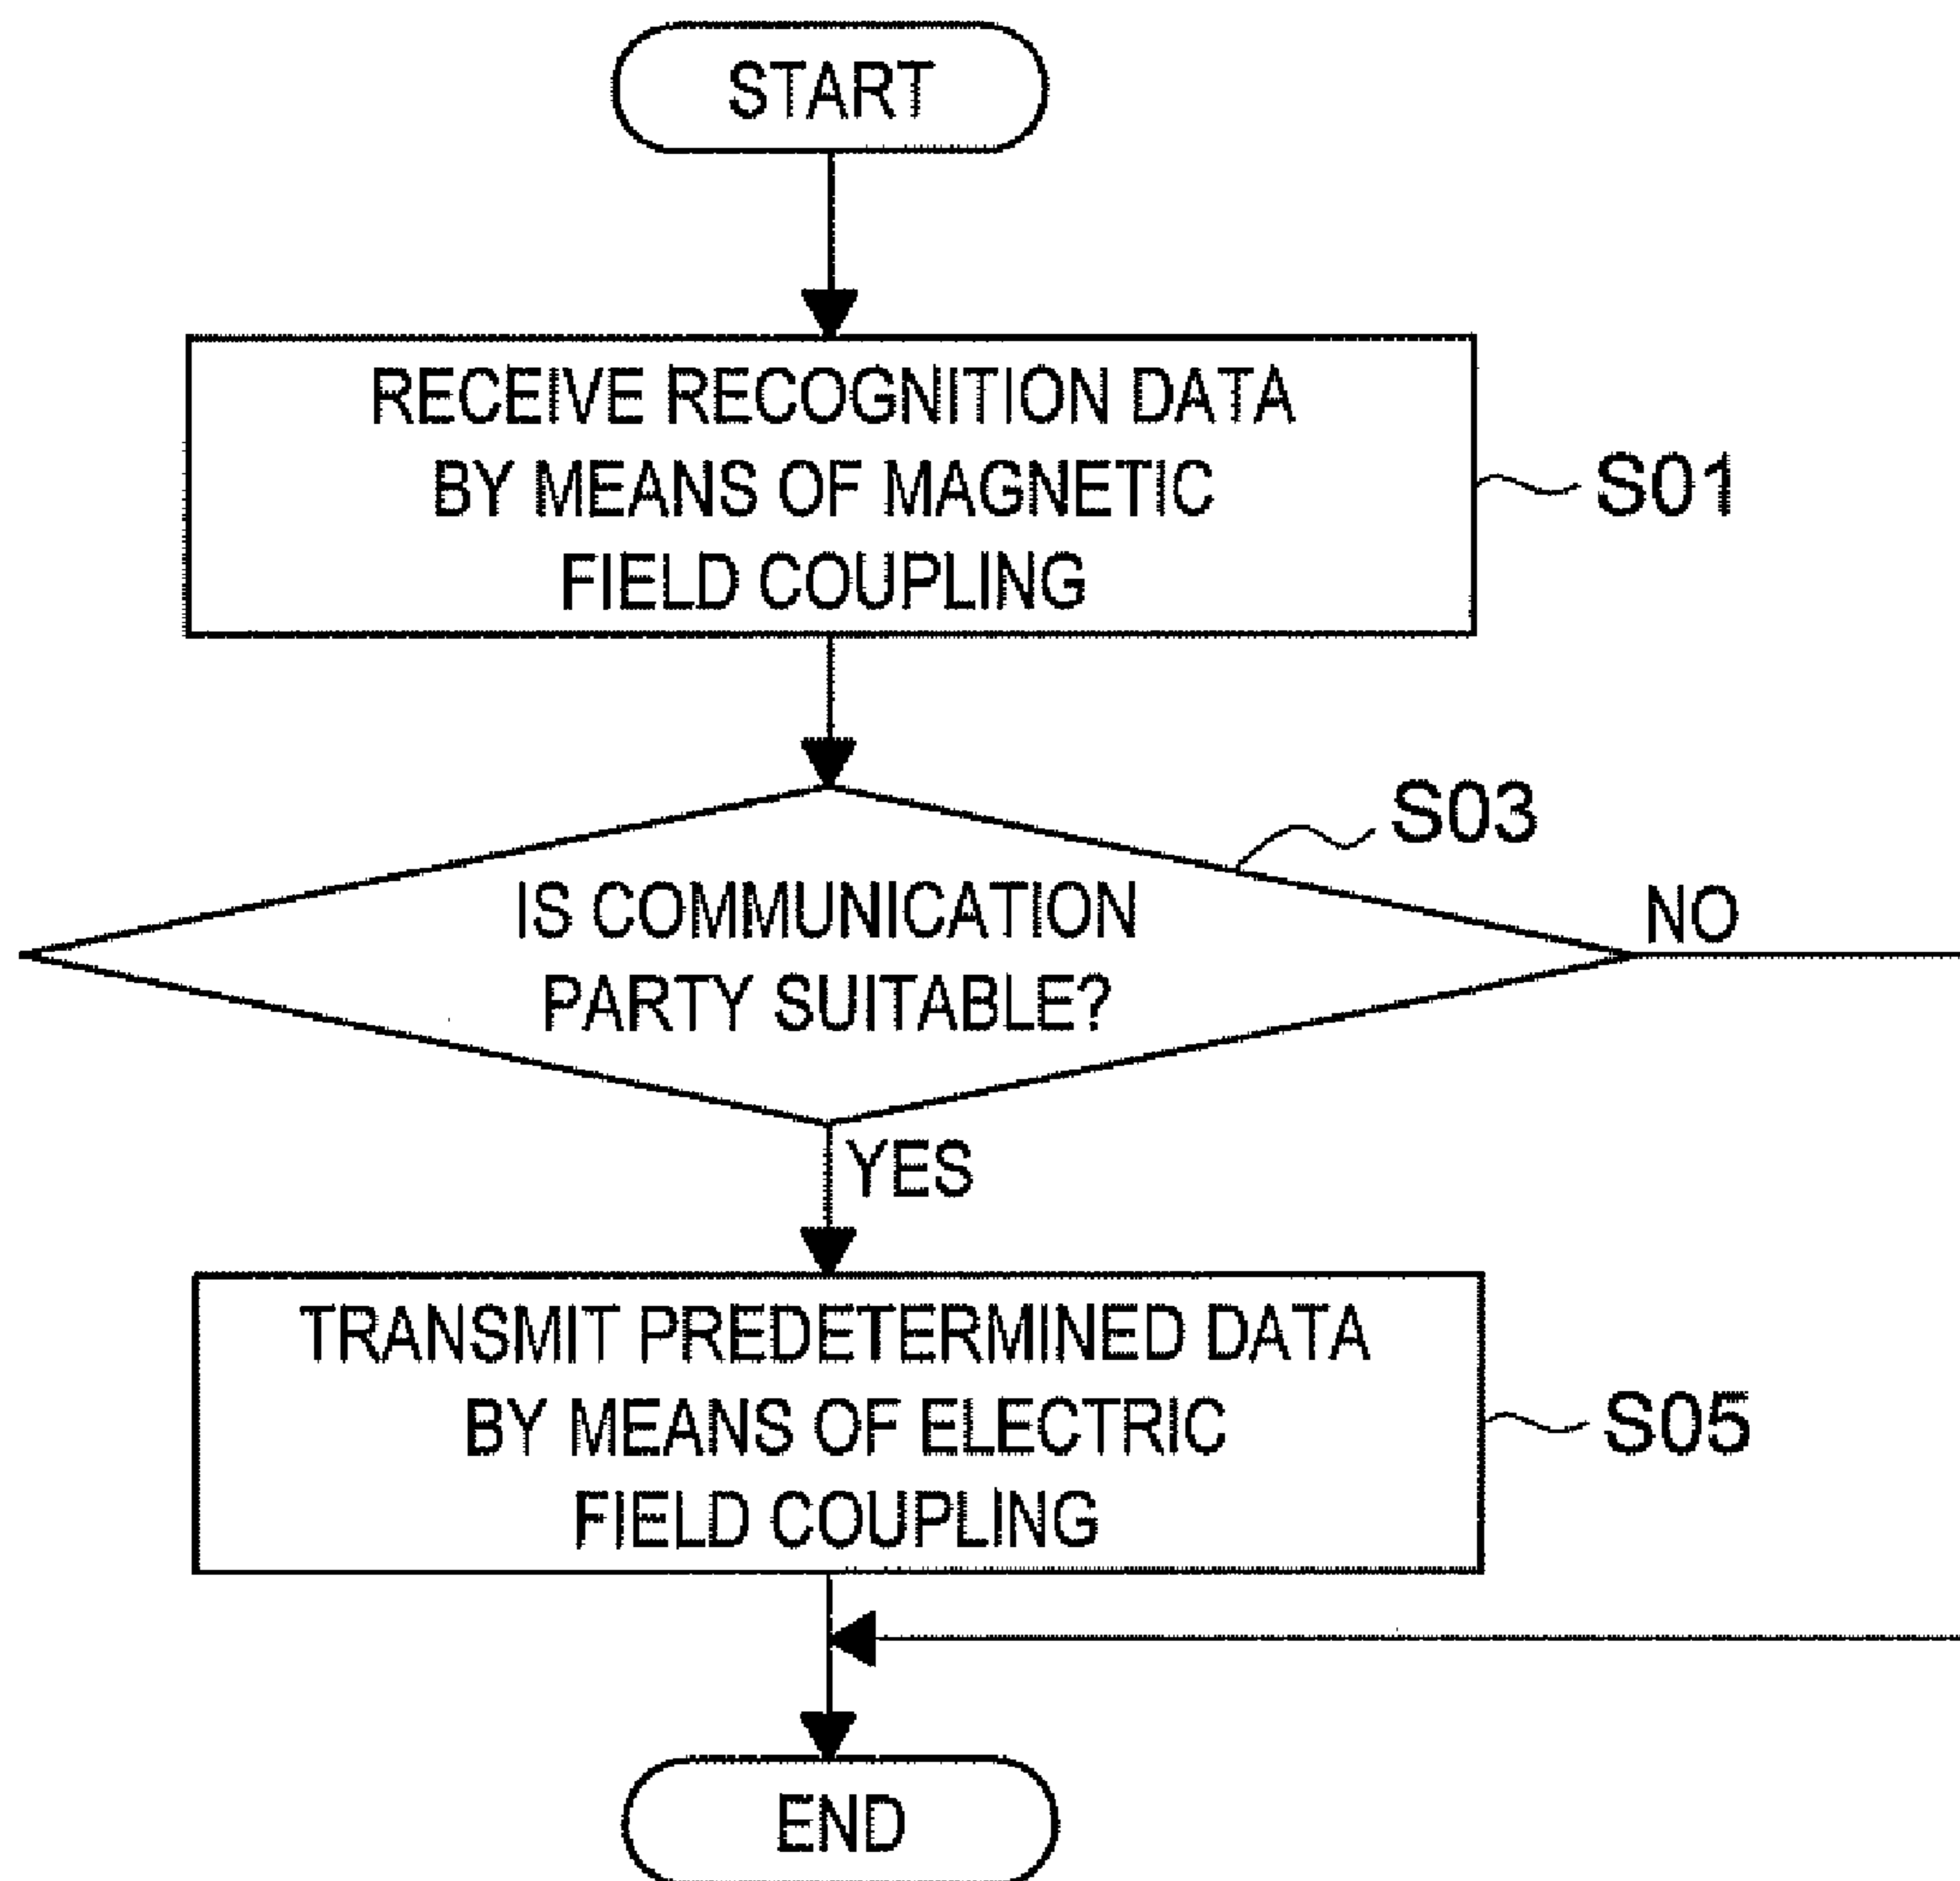 START
RECEIVE RECOGNITION DATA
BY MEANS OF MAGNETIC
FIELD COUPLING
S01
S03
IS COMMUNICATION
PARTY SUITABLE?
NO
YES
TRANSMIT PREDETERMINED DATA
BY MEANS OF ELECTRIC
FIELD COUPLING
S05
END